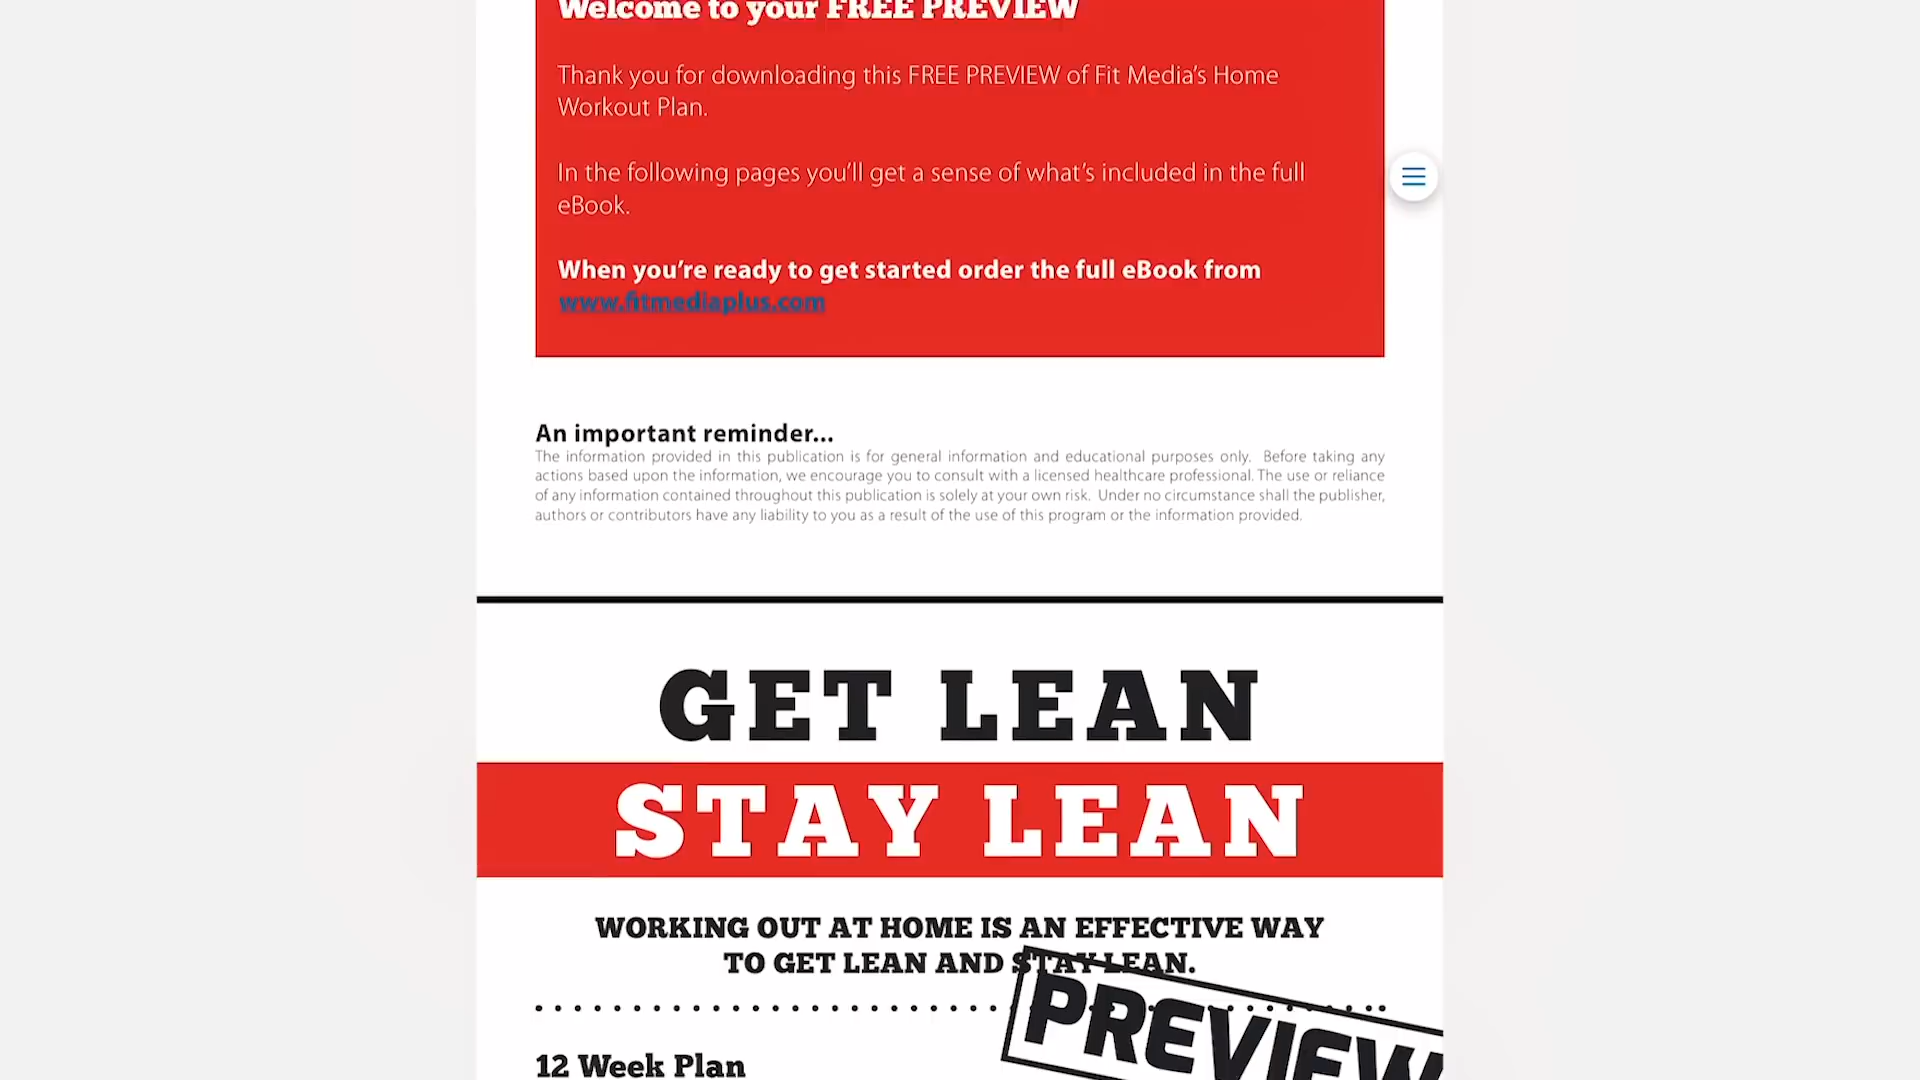 Welcome to your FREE PREVIEW
Thank you for downloading this FREE PREVIEW of Fit Media's Home
Workout Plan.
In the following pages you'll get a sense of what's included in the full
eBook.
When you're ready to get started order the full eBook from
www.fitmediaplus.com
An important reminder...
The information provided in this publication is for general information and educational purposes only.  Before taking any
actions based upon the information, we encourage you to consult with a licensed healthcare professional. The use or reliance
of any information contained throughout this publication is solely at your own risk.  Under no circumstance shall the publisher,
authors or contributors have any liability to you as a result of the use of this program or the information provided.
GET LEAN
STAY LEAN
WORKING OUT AT HOME IS AN EFFECTIVE WAY
TO GET LEAN AND STAY LEAN.
PREVIEW
12 Week Plan